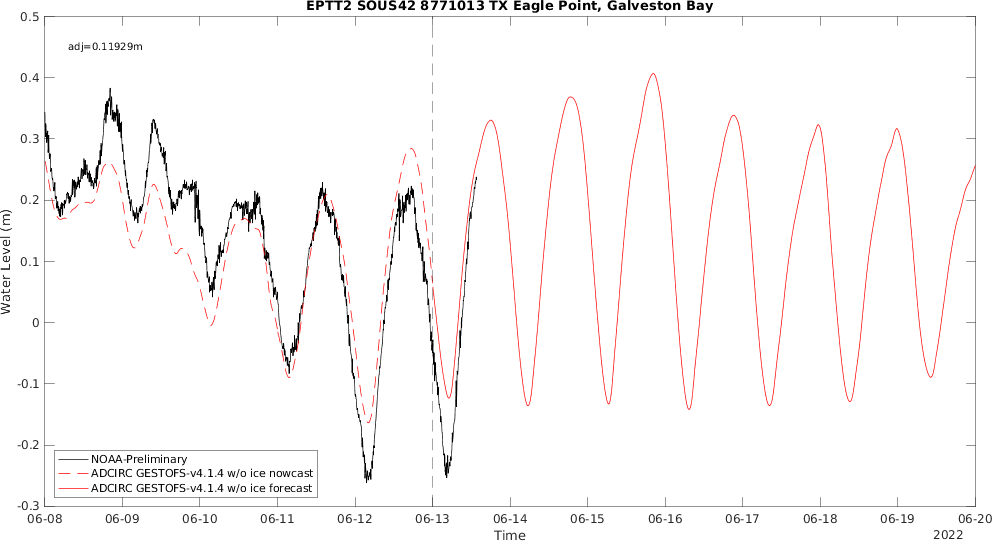 EPTT2 SOUS42 8771013 TX Eagle Point, Galveston Bay
0.5
adj=0.11929m
0.4
0.3
0.2
0.1
0
-0.1
-0.2
-0.3
Water Level (m)
NOAA-Preliminary
ADCIRC GESTOFS-v4.1.4 w/o ice nowcast
ADCIRC GESTOFS-v4.1.4 w/o ice forecast
06-08 06-09 06-10 06-11 06-12 06-13 06-14 06-15 06-16 06-17 06-18 06-19 06-20
Time
2022